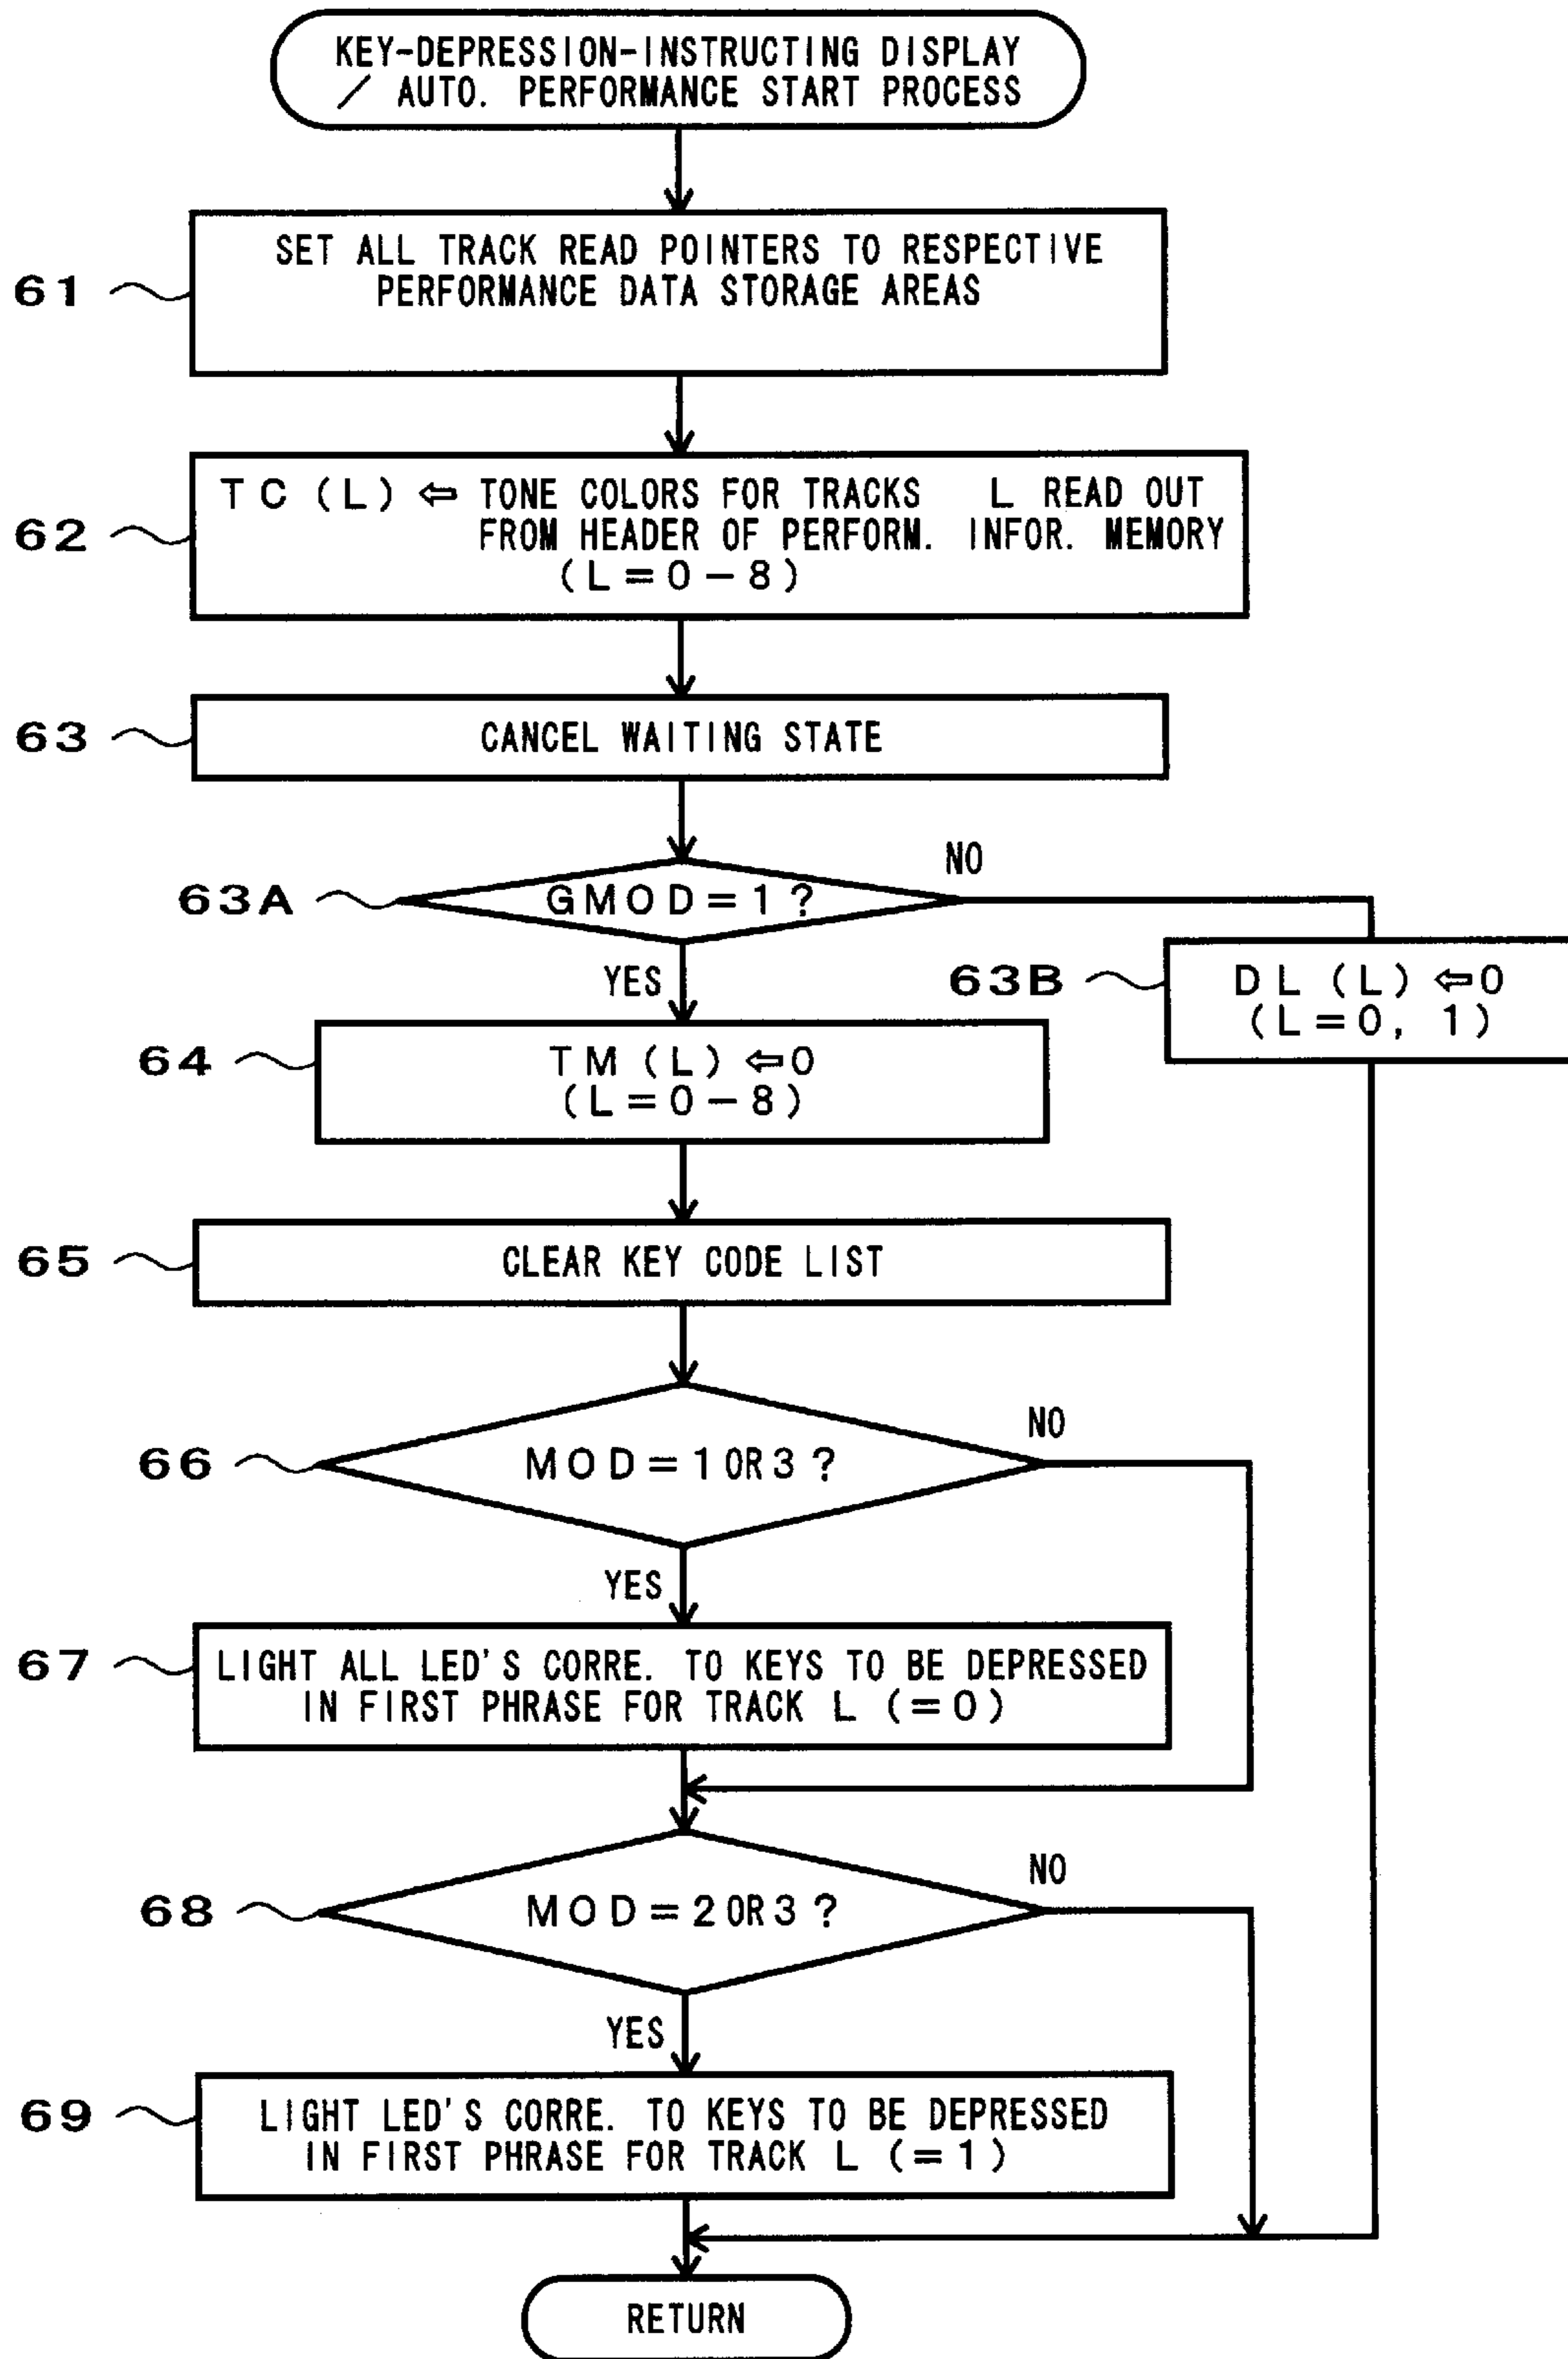 KEY-DEPRESSION-INSTRUCTING DISPLAY
/ AUTO. PERFORMANCE START PROCESS
61
SET ALL TRACK READ POINTERS TO RESPECTIVE
PERFORMANCE DATA STORAGE AREAS
62
TC (L) ⇦ TONE COLORS FOR TRACKS L READ OUT
FROM HEADER OF PERFORM. INFOR. MEMORY
(L=0-8)
63
CANCEL WAITING STATE
63A
GMOD=1?
NO
YES
63B
DL (L) ⇦0
(L=0, 1)
64
TM (L) ⇦0
(L=0-8)
65
CLEAR KEY CODE LIST
66
MOD=1OR3?
NO
YES
67
LIGHT ALL LED'S CORRE. TO KEYS TO BE DEPRESSED
IN FIRST PHRASE FOR TRACK L (=0)
68
MOD=2OR3?
NO
YES
69
LIGHT LED'S CORRE. TO KEYS TO BE DEPRESSED
IN FIRST PHRASE FOR TRACK L (=1)
RETURN